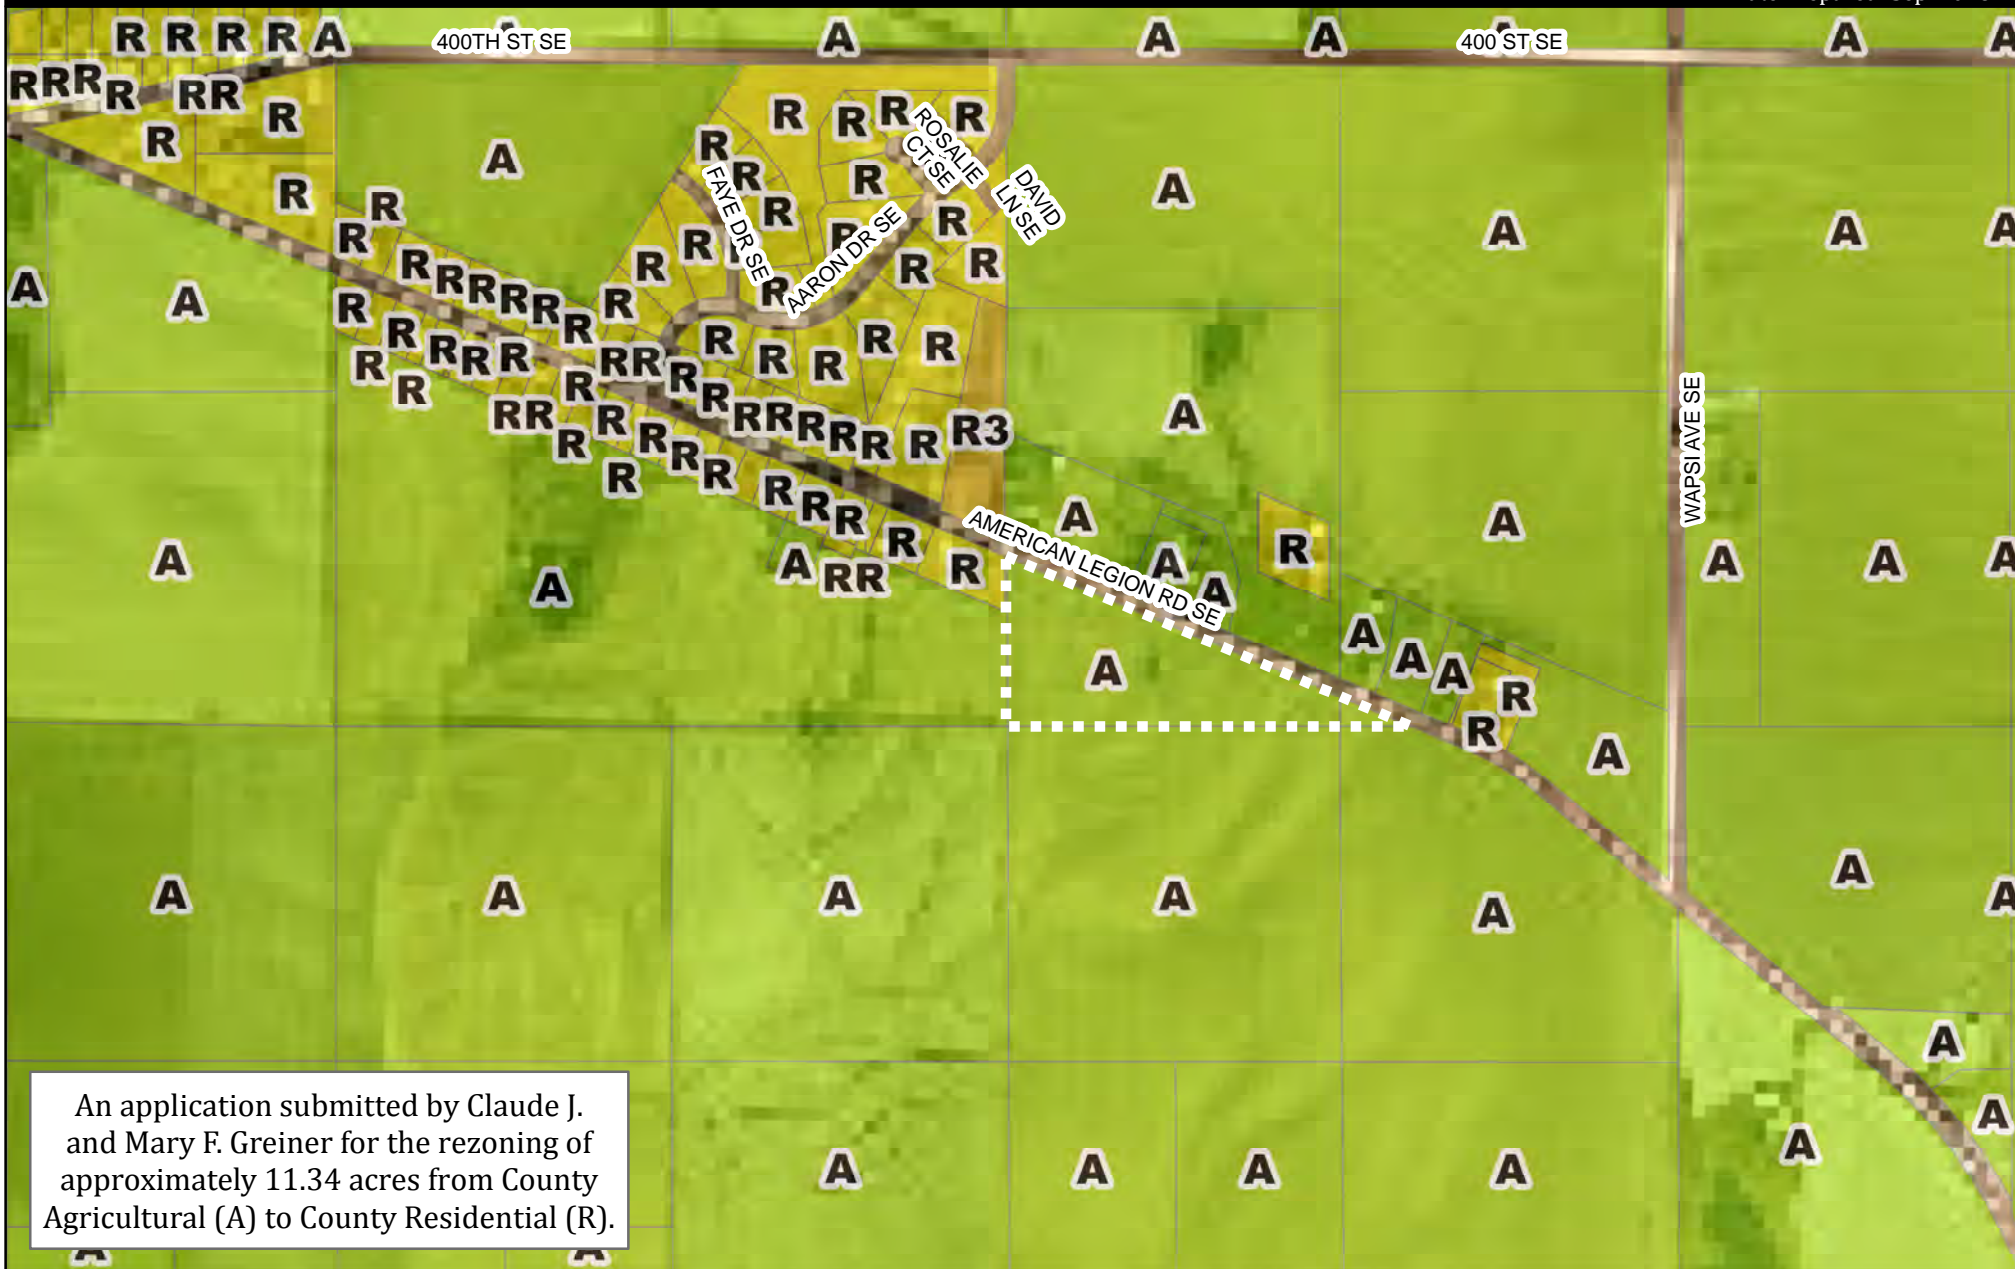 R R R R A A A A A A A
400TH ST SE
400 ST SE
R R R R R R R
R
A
R
R R R R
R R
R
R R
ROSALIE
CT SE
DAVID
LN SE
FAYE DR SE
AARON DR SE
A
A
A
A
A
A
A
R
R
R R R R R R R
R
R R R
R R
R R R R R R R
R R R R R
R R R R R R
R
R R R R R R R R R R R R3
R R R R R R R R
R R R R R
A R R R
A
A
A
A
A
R
A
A
A
A
A
AMERICAN LEGION RD SE
WAPSI AVE SE
A
A A A
R
R
A
A A A A A A A
A
A
A
A A A A
An application submitted by Claude J.
and Mary F. Greiner for the rezoning of
approximately 11.34 acres from County
Agricultural (A) to County Residential (R).